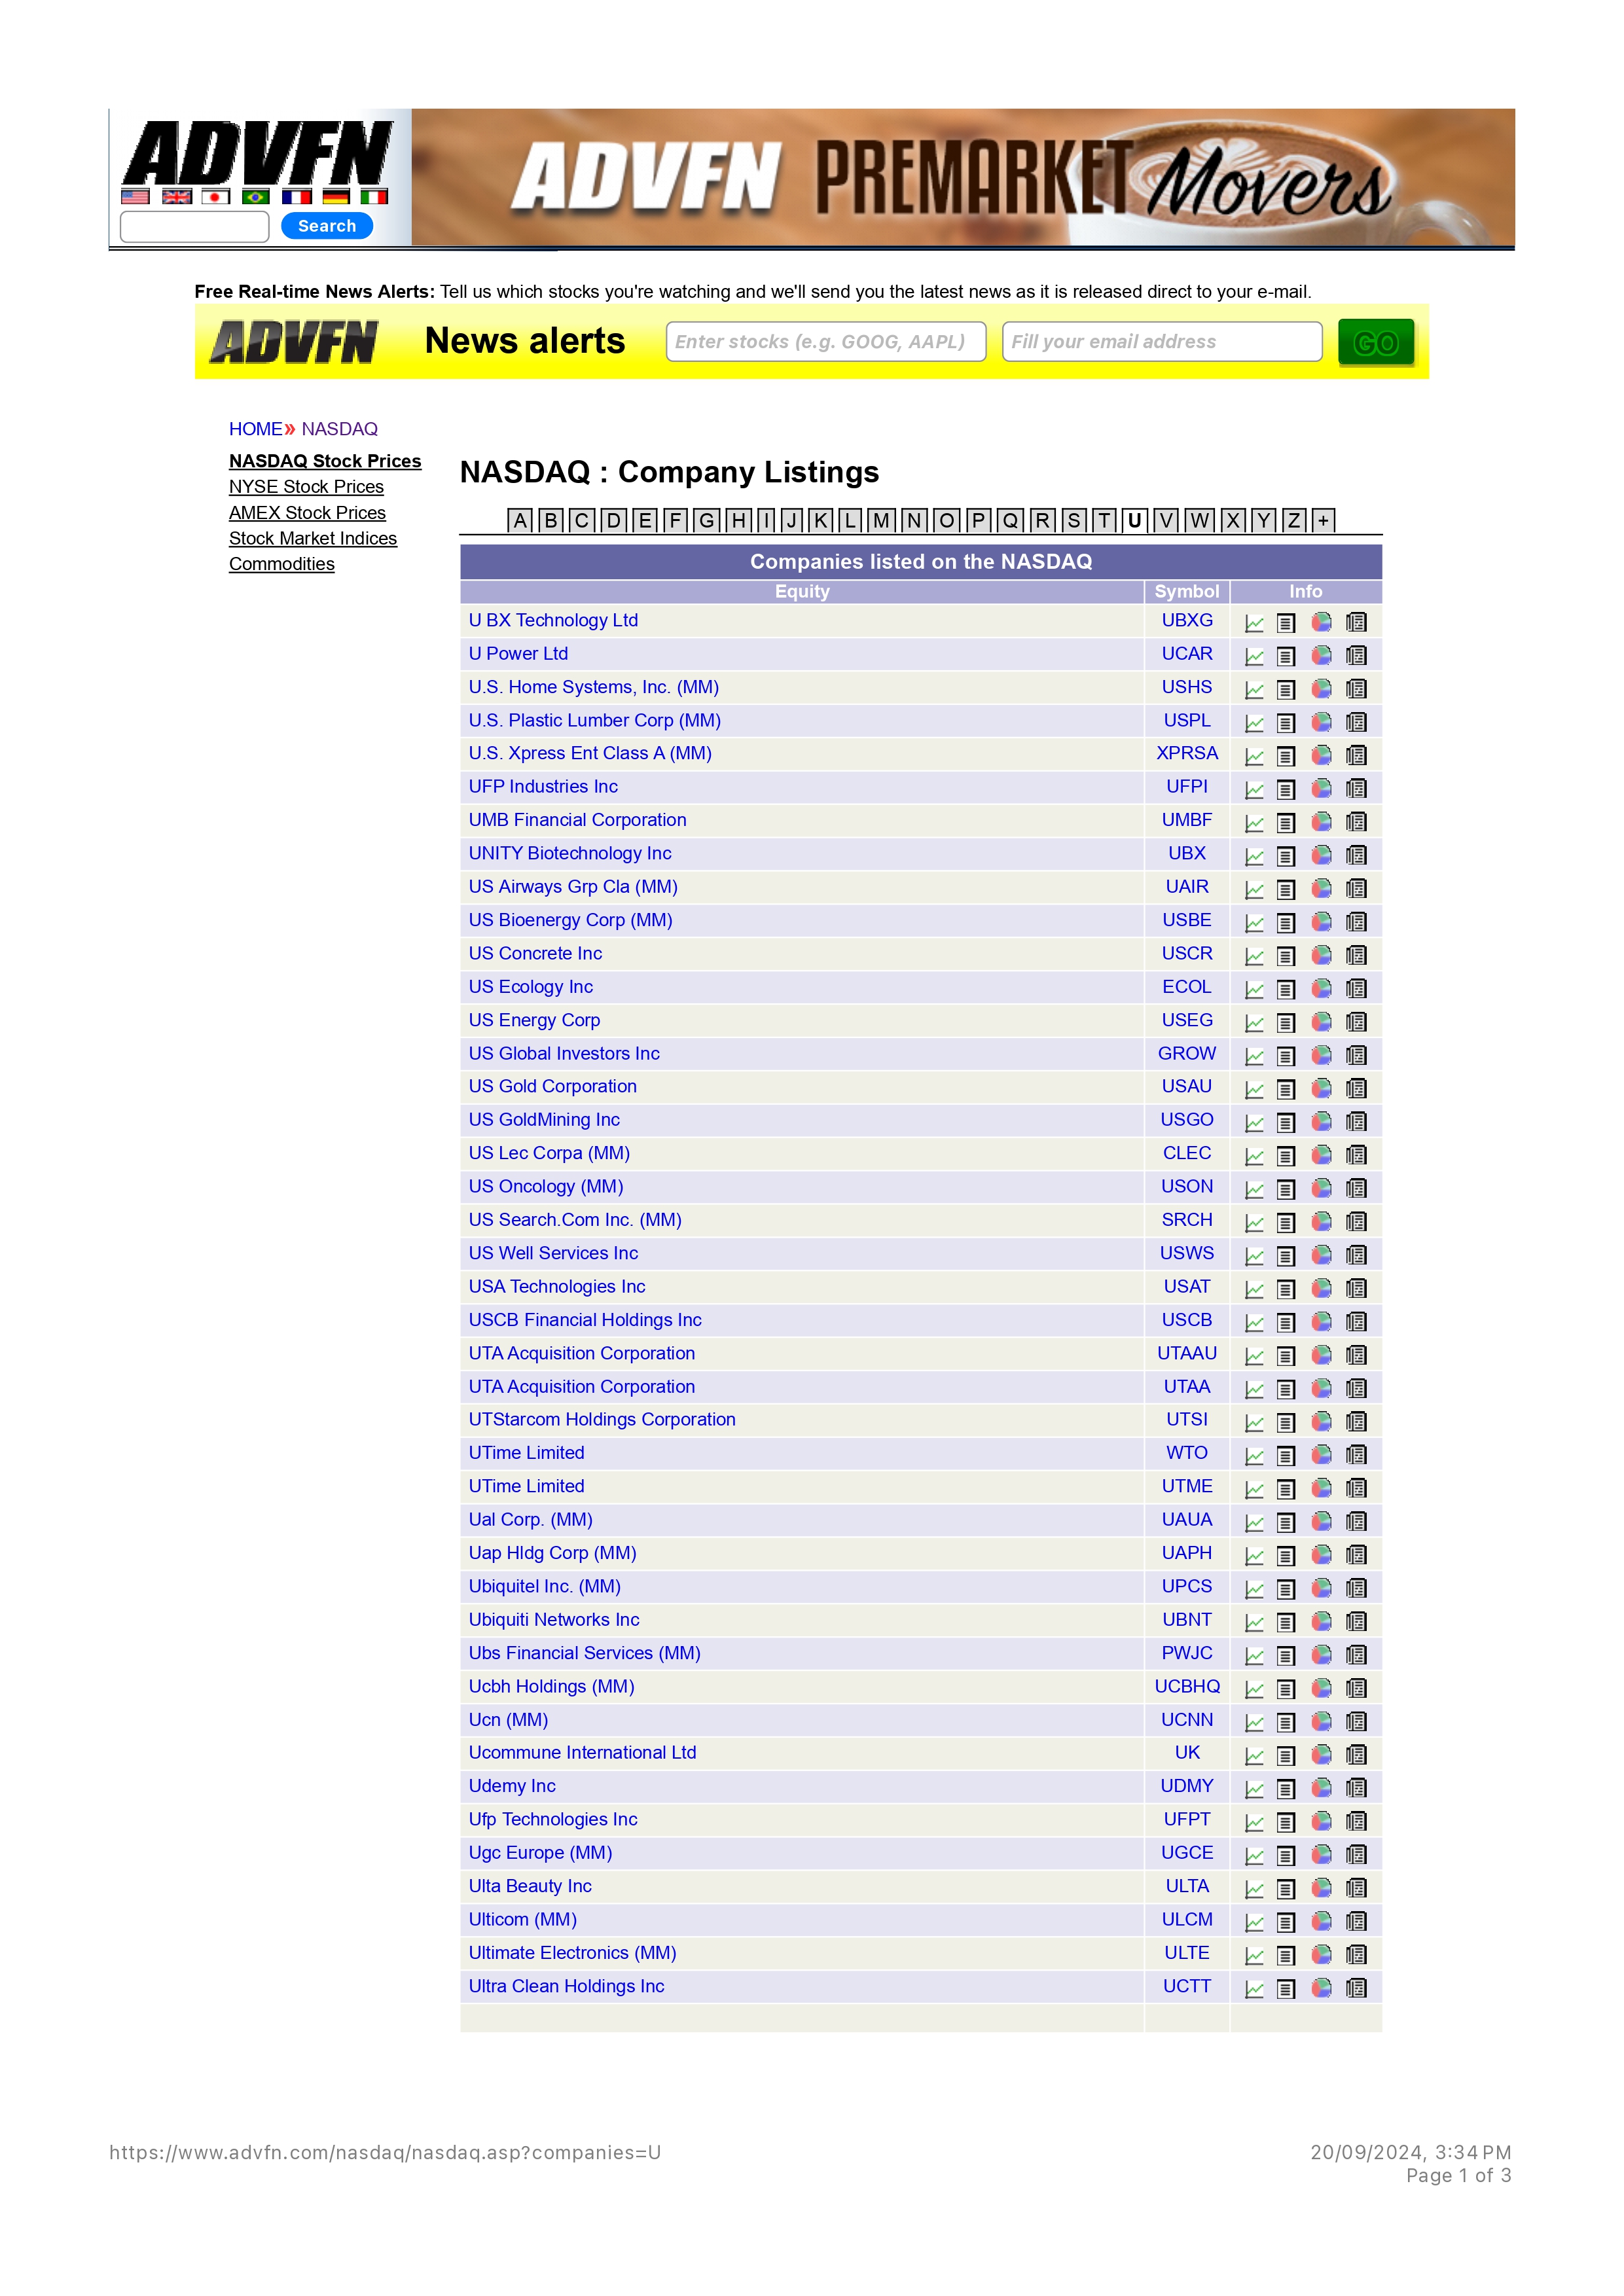 ADVFN
ADVFN PREMARKET Movers
Search
Free Real-time News Alerts: Tell us which stocks you're watching and we'll send you the latest news as it is released direct to your e-mail.
ADVFN News alerts Enter stocks (e.g. GOOG, AAPL) Fill your email address GO
HOME» NASDAQ
NASDAQ Stock Prices
NYSE Stock Prices
AMEX Stock Prices
Stock Market Indices
Commodities
NASDAQ : Company Listings
A B C D E F G H I J K L M N O P Q R S T U V W X Y Z +
Companies listed on the NASDAQ
Equity Symbol Info
U BX Technology Ltd UBXG
U Power Ltd UCAR
U.S. Home Systems, Inc. (MM) USHS
U.S. Plastic Lumber Corp (MM) USPL
U.S. Xpress Ent Class A (MM) XPRSA
UFP Industries Inc UFPI
UMB Financial Corporation UMBF
UNITY Biotechnology Inc UBX
US Airways Grp Cla (MM) UAIR
US Bioenergy Corp (MM) USBE
US Concrete Inc USCR
US Ecology Inc ECOL
US Energy Corp USEG
US Global Investors Inc GROW
US Gold Corporation USAU
US GoldMining Inc USGO
US Lec Corpa (MM) CLEC
US Oncology (MM) USON
US Search.Com Inc. (MM) SRCH
US Well Services Inc USWS
USA Technologies Inc USAT
USCB Financial Holdings Inc USCB
UTA Acquisition Corporation UTAAU
UTA Acquisition Corporation UTAA
UTStarcom Holdings Corporation UTSI
UTime Limited WTO
UTime Limited UTME
Ual Corp. (MM) UAUA
Uap Hldg Corp (MM) UAPH
Ubiquitel Inc. (MM) UPCS
Ubiquiti Networks Inc UBNT
Ubs Financial Services (MM) PWJC
Ucbh Holdings (MM) UCBHQ
Ucn (MM) UCNN
Ucommune International Ltd UK
Udemy Inc UDMY
Ufp Technologies Inc UFPT
Ugc Europe (MM) UGCE
Ulta Beauty Inc ULTA
Ulticom (MM) ULCM
Ultimate Electronics (MM) ULTE
Ultra Clean Holdings Inc UCTT
https://www.advfn.com/nasdaq/nasdaq.asp?companies=U 20/09/2024, 3:34 PM
Page 1 of 3